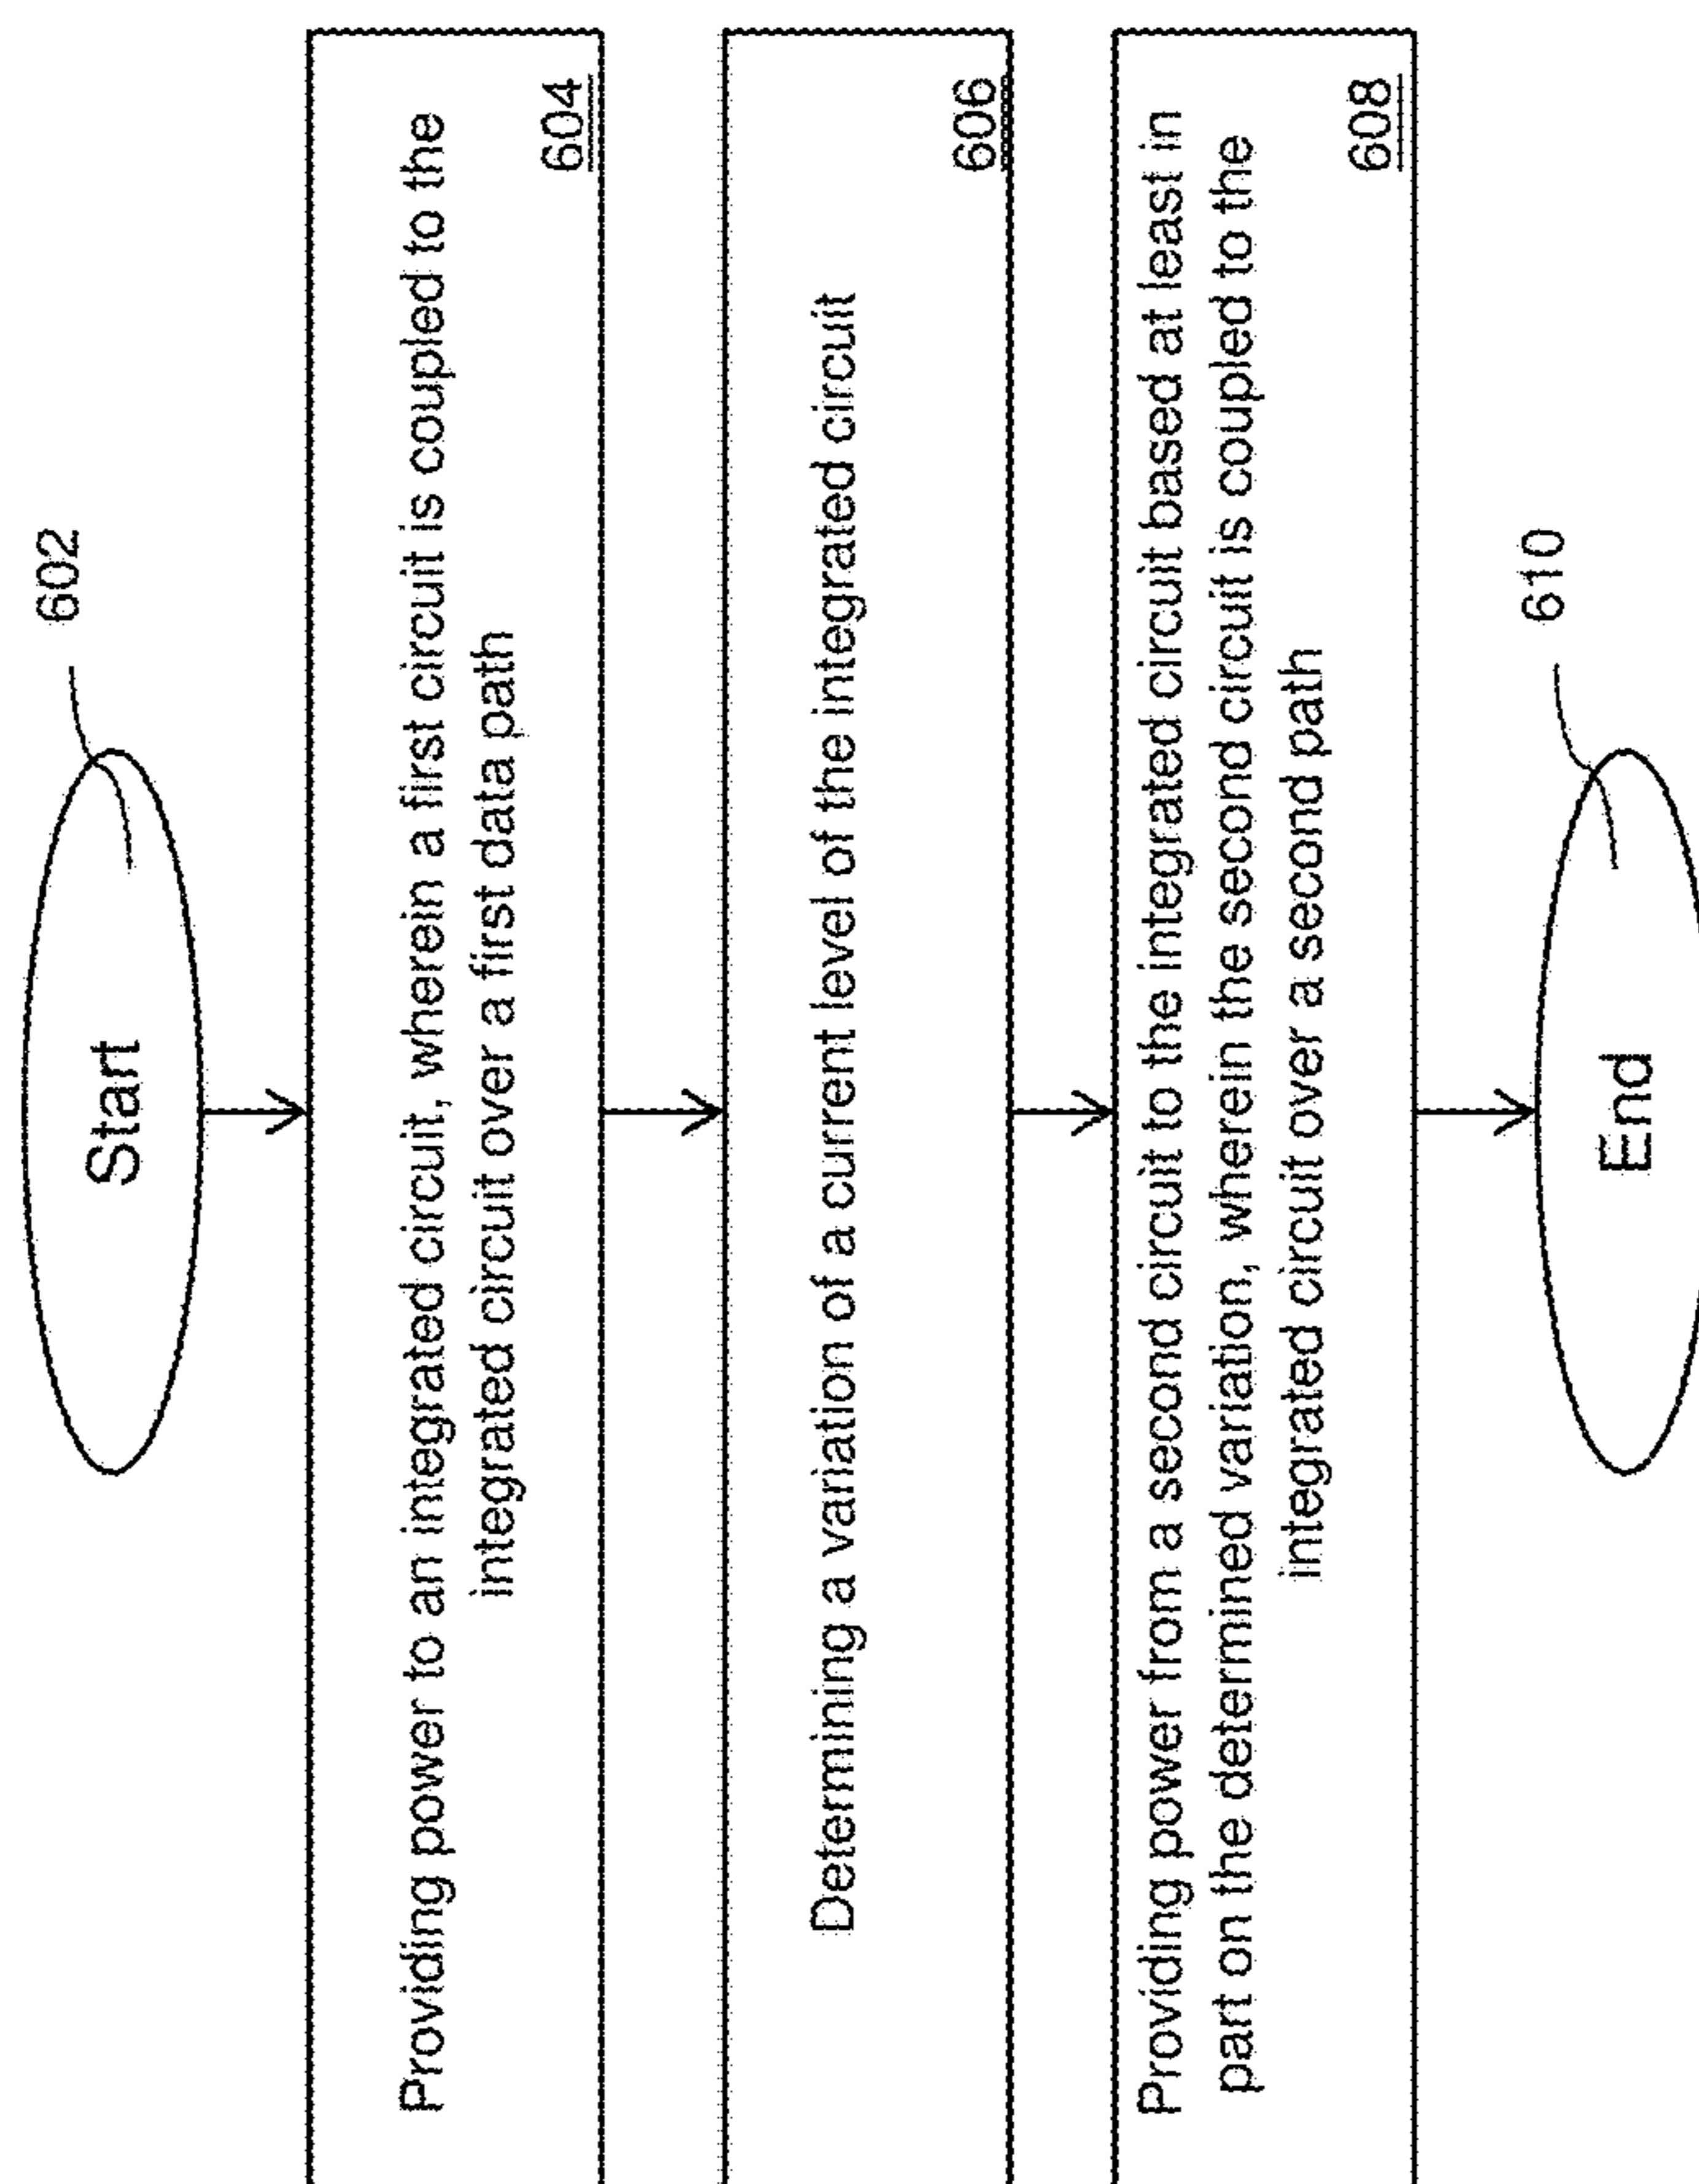 Start
602
Providing power to an integrated circuit, wherein a first circuit is coupled to the
integrated circuit over a first data path
604
Determining a variation of a current level of the integrated circuit
606
Providing power from a second circuit to the integrated circuit based at least in
part on the determined variation, wherein the second circuit is coupled to the
integrated circuit over a second path
608
End
610